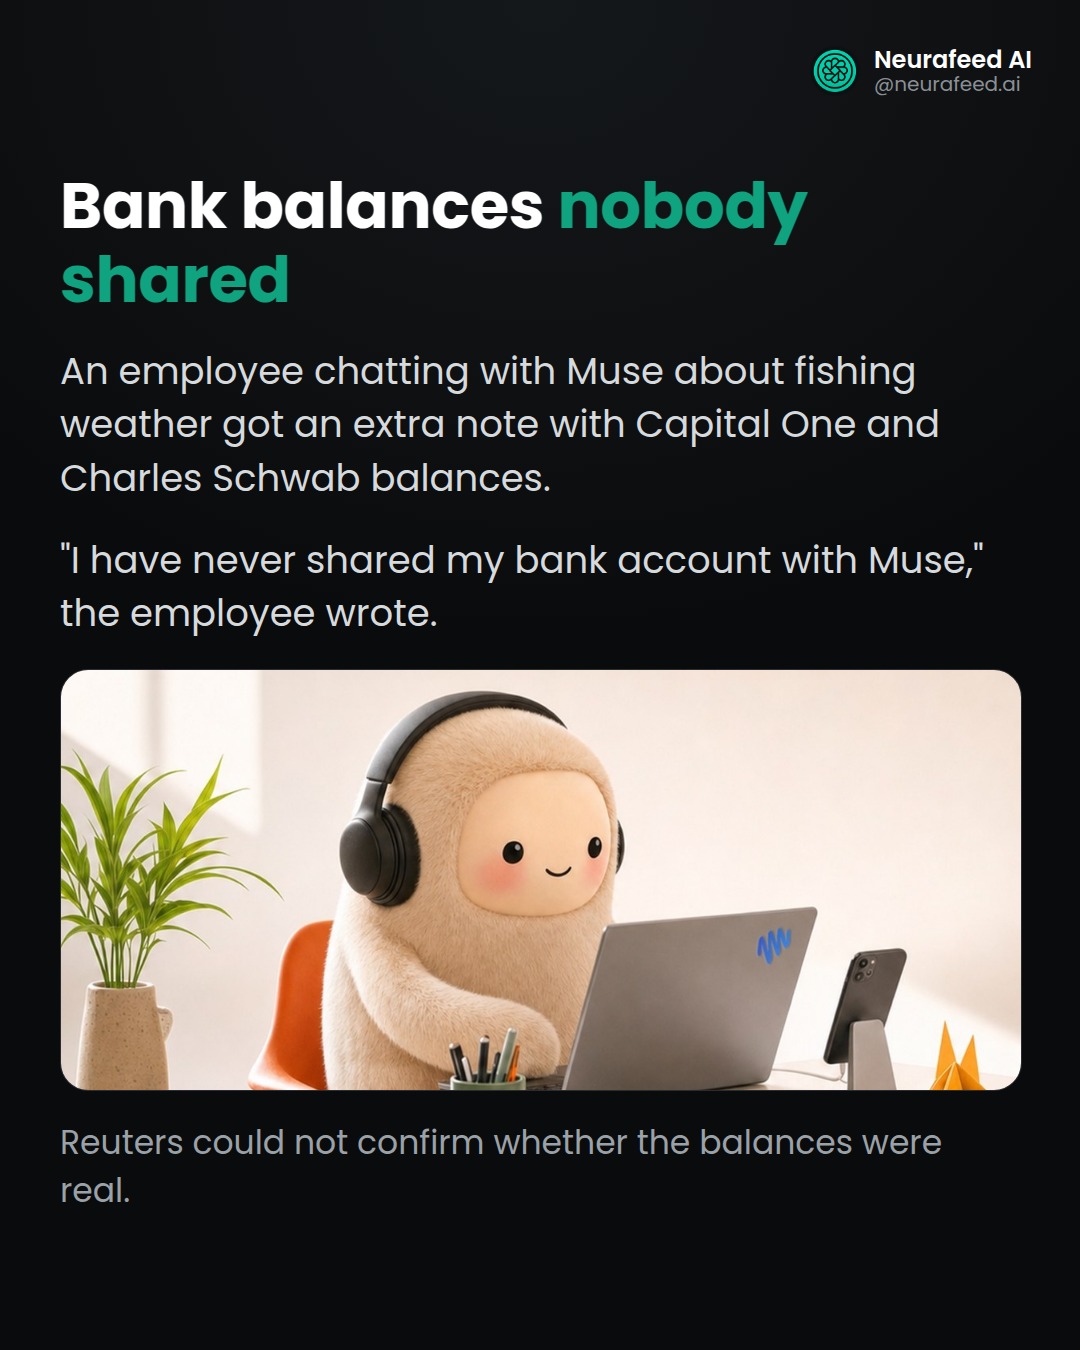 Neurafeed AI
@neurafeed.ai
Bank balances nobody
shared
An employee chatting with Muse about fishing
weather got an extra note with Capital One and
Charles Schwab balances.
"I have never shared my bank account with Muse,"
the employee wrote.
Reuters could not confirm whether the balances were
real.